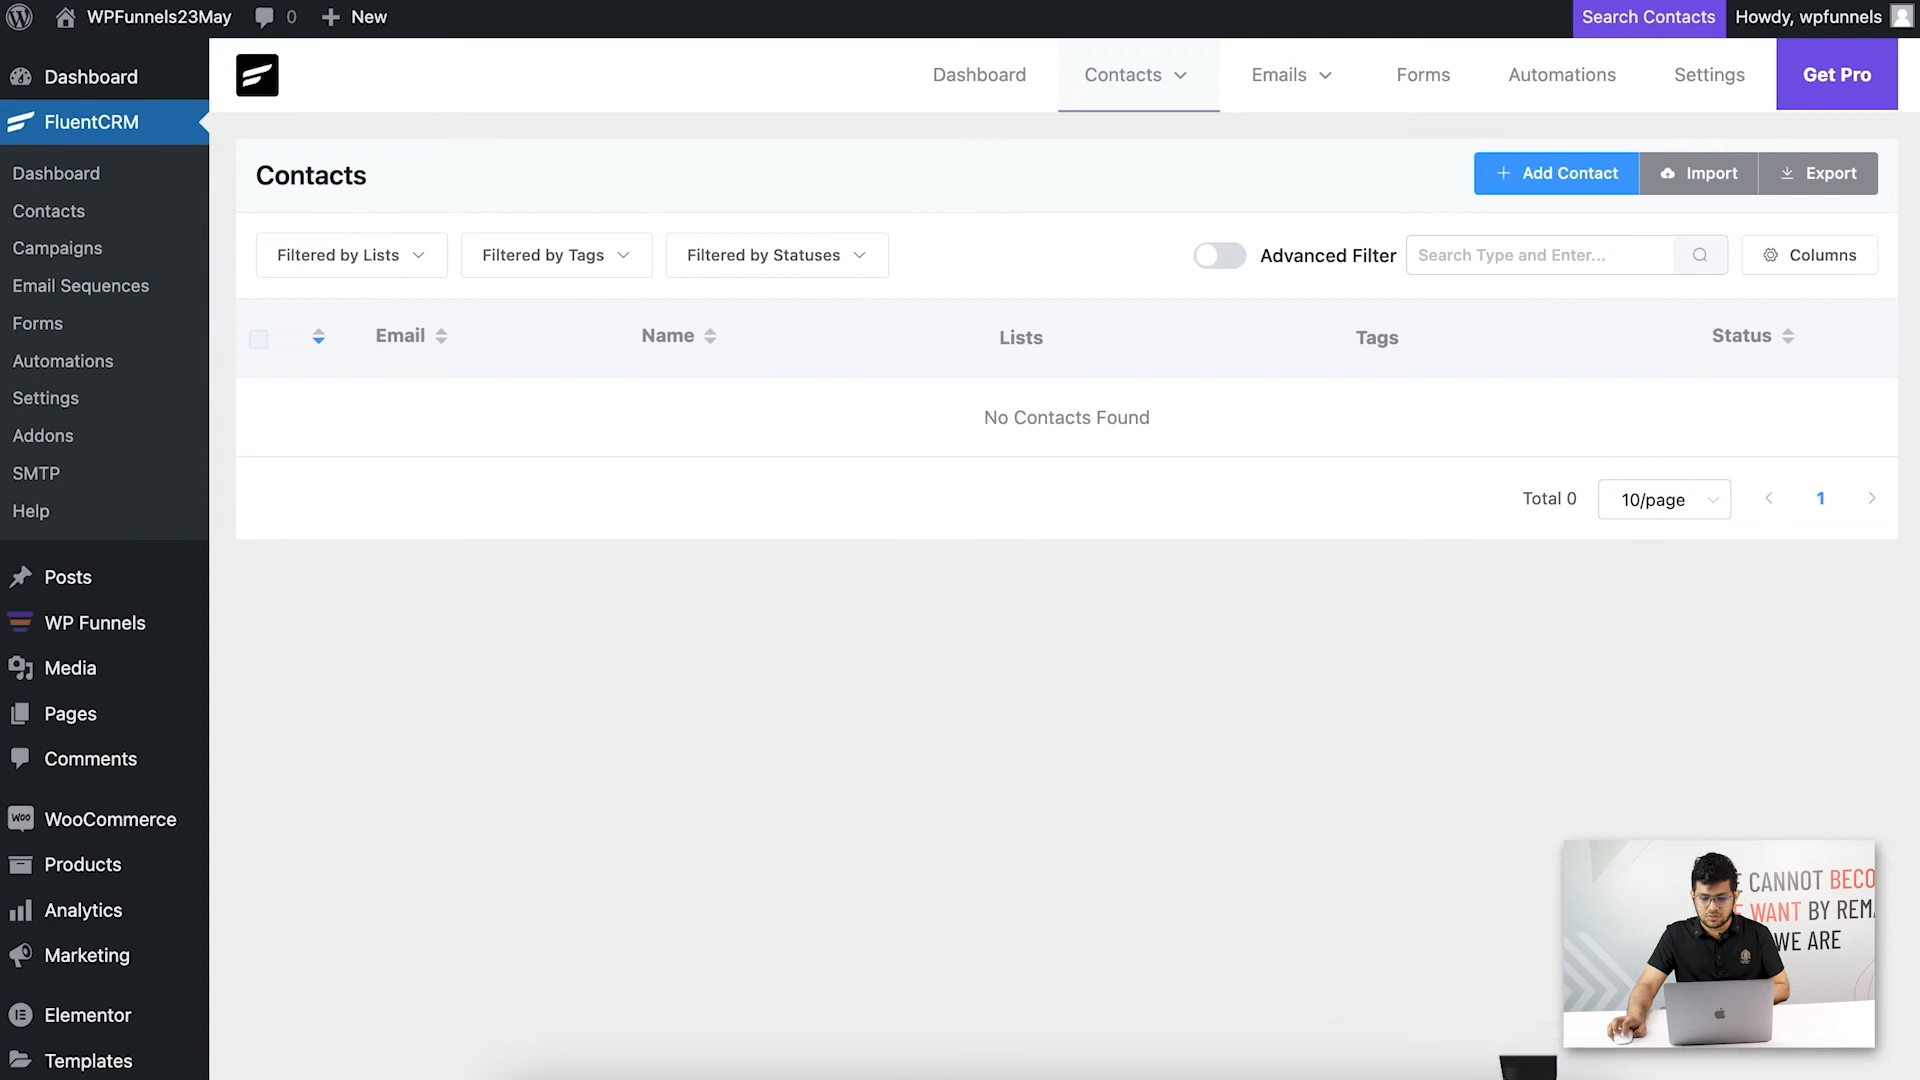 WPFunnels23May 0 New Search Contacts Howdy, wpfunnels
Dashboard
FluentCRM
Dashboard
Contacts
Campaigns
Email Sequences
Forms
Automations
Settings
Addons
SMTP
Help
Posts
WP Funnels
Media
Pages
Comments
WOO WooCommerce
Products
Analytics
Marketing
Elementor
Templates
Dashboard Contacts Emails Forms Automations Settings Get Pro
Contacts Add Contact Import Export
Filtered by Lists Filtered by Tags Filtered by Statuses Advanced Filter Search Type and Enter... Columns
Email Name Lists Tags Status
No Contacts Found
Total 0 10/page 1
CANNOT BECO
WANT BY REMA
WE ARE